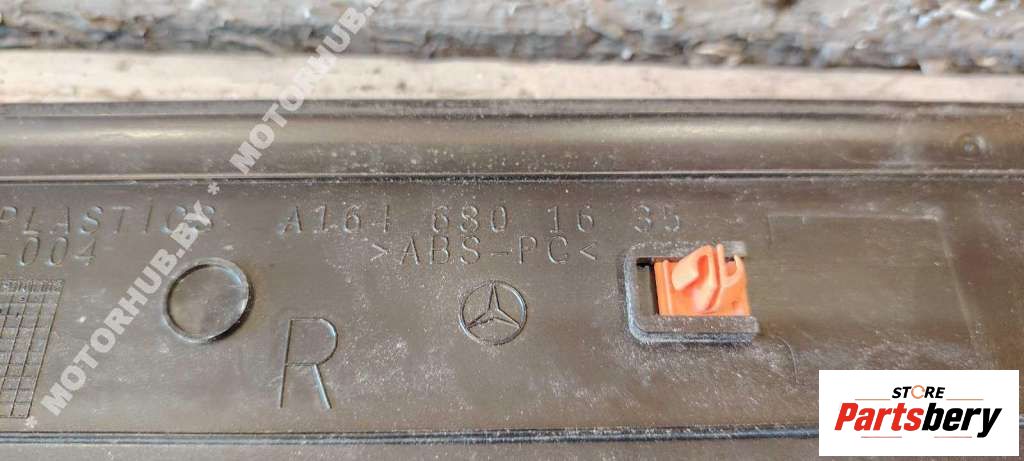 * MOTORHUB.BY * MOTORHUB.BY
PLASTICS A164 680 16 35
-004 >ABS-PC<
R
STORE
Partsbery